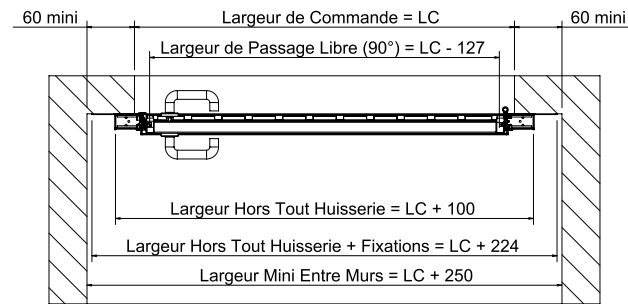 60 mini
Largeur de Commande = LC
60 mini
Largeur de Passage Libre (90°) = LC - 127
Largeur Hors Tout Huisserie = LC + 100
Largeur Hors Tout Huisserie + Fixations = LC + 224
Largeur Mini Entre Murs = LC + 250